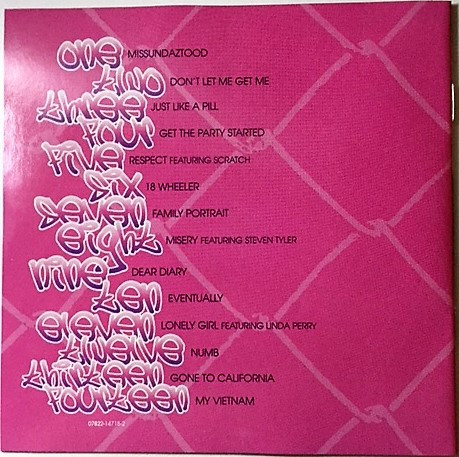 one MISSUNDAZTOOD
two DON'T LET ME GET ME
three JUST LIKE A PILL
four GET THE PARTY STARTED
five RESPECT FEATURING SCRATCH
six 18 WHEELER
seven FAMILY PORTRAIT
eight MISERY FEATURING STEVEN TYLER
nine DEAR DIARY
ten EVENTUALLY
eleven LONELY GIRL FEATURING LINDA PERRY
twelve NUMB
thirteen GONE TO CALIFORNIA
fourteen MY VIETNAM
07822-14718-2